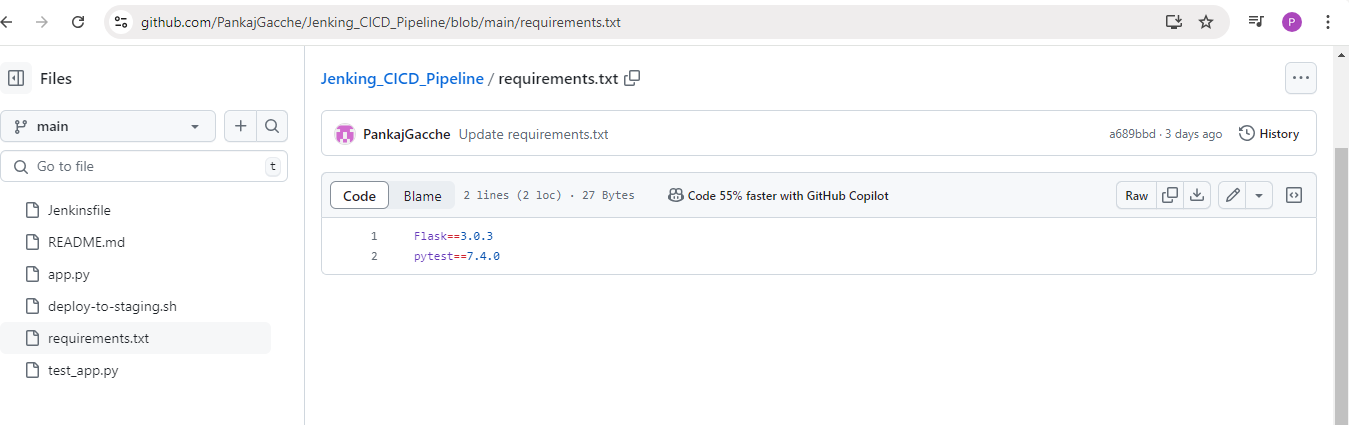 github.com/PankajGacche/Jenking_CICD_Pipeline/blob/main/requirements.txt
P
Files
main
Go to file
t
Jenkinsfile
README.md
app.py
deploy-to-staging.sh
requirements.txt
test_app.py
Jenking_CICD_Pipeline / requirements.txt
PankajGacche Update requirements.txt
a689bbd · 3 days ago
History
Code Blame 2 lines (2 loc) · 27 Bytes
Code 55% faster with GitHub Copilot
Raw
1 Flask==3.0.3
2 pytest==7.4.0